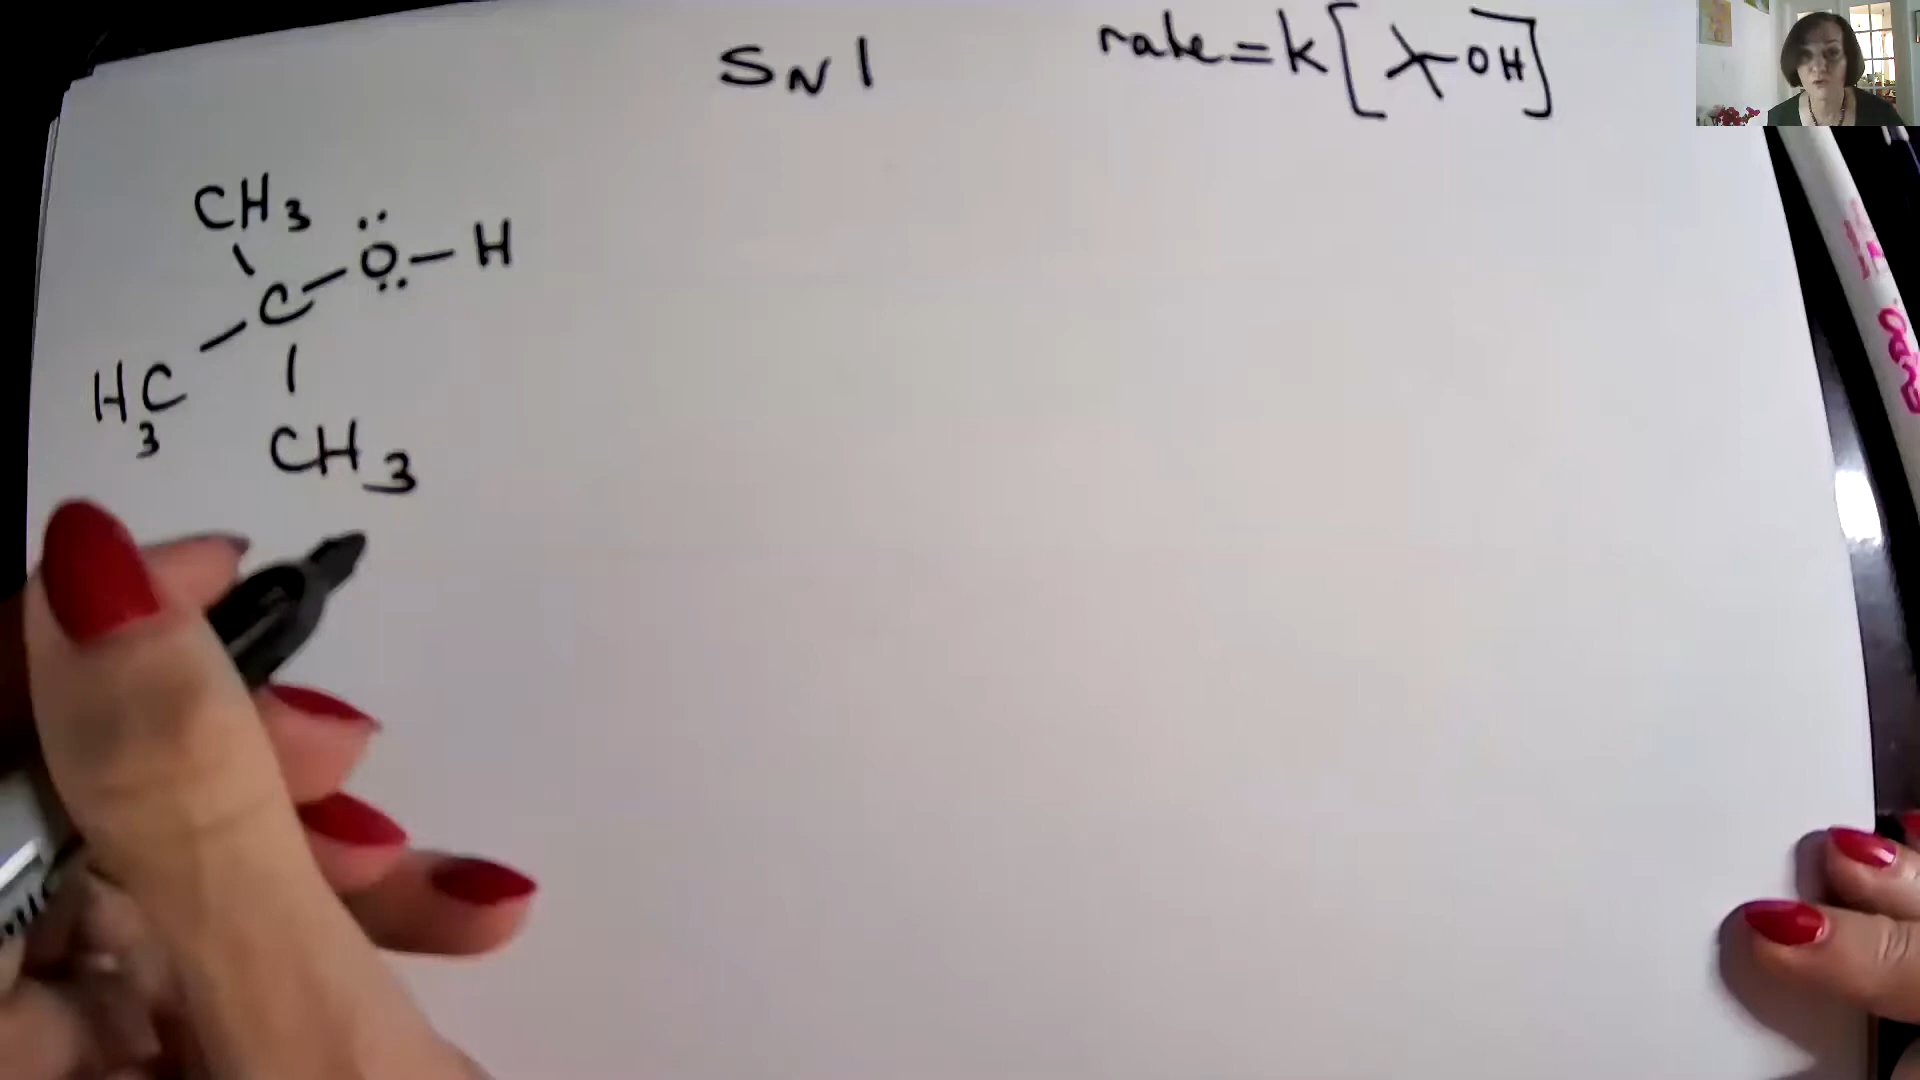 SN1
rate = k[ OH]
CH3
C–Ö–H
H3C
CH3